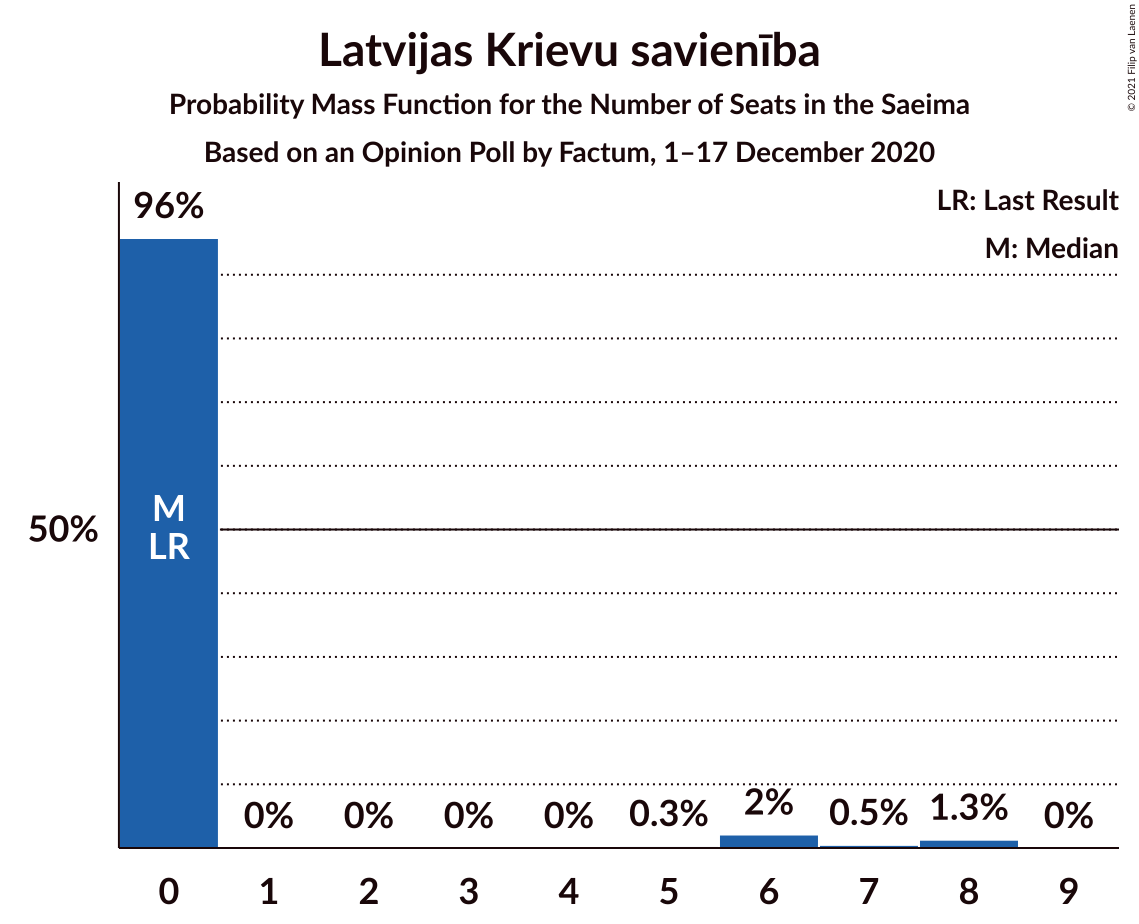 Latvijas Krievu savienība
Probability Mass Function for the Number of Seats in the Saeima
Based on an Opinion Poll by Factum, 1–17 December 2020
© 2021 Filip van Laenen
LR: Last Result
M: Median
96%
50%
M
LR
0% 0% 0% 0% 0.3% 2% 0.5% 1.3% 0%
0 1 2 3 4 5 6 7 8 9